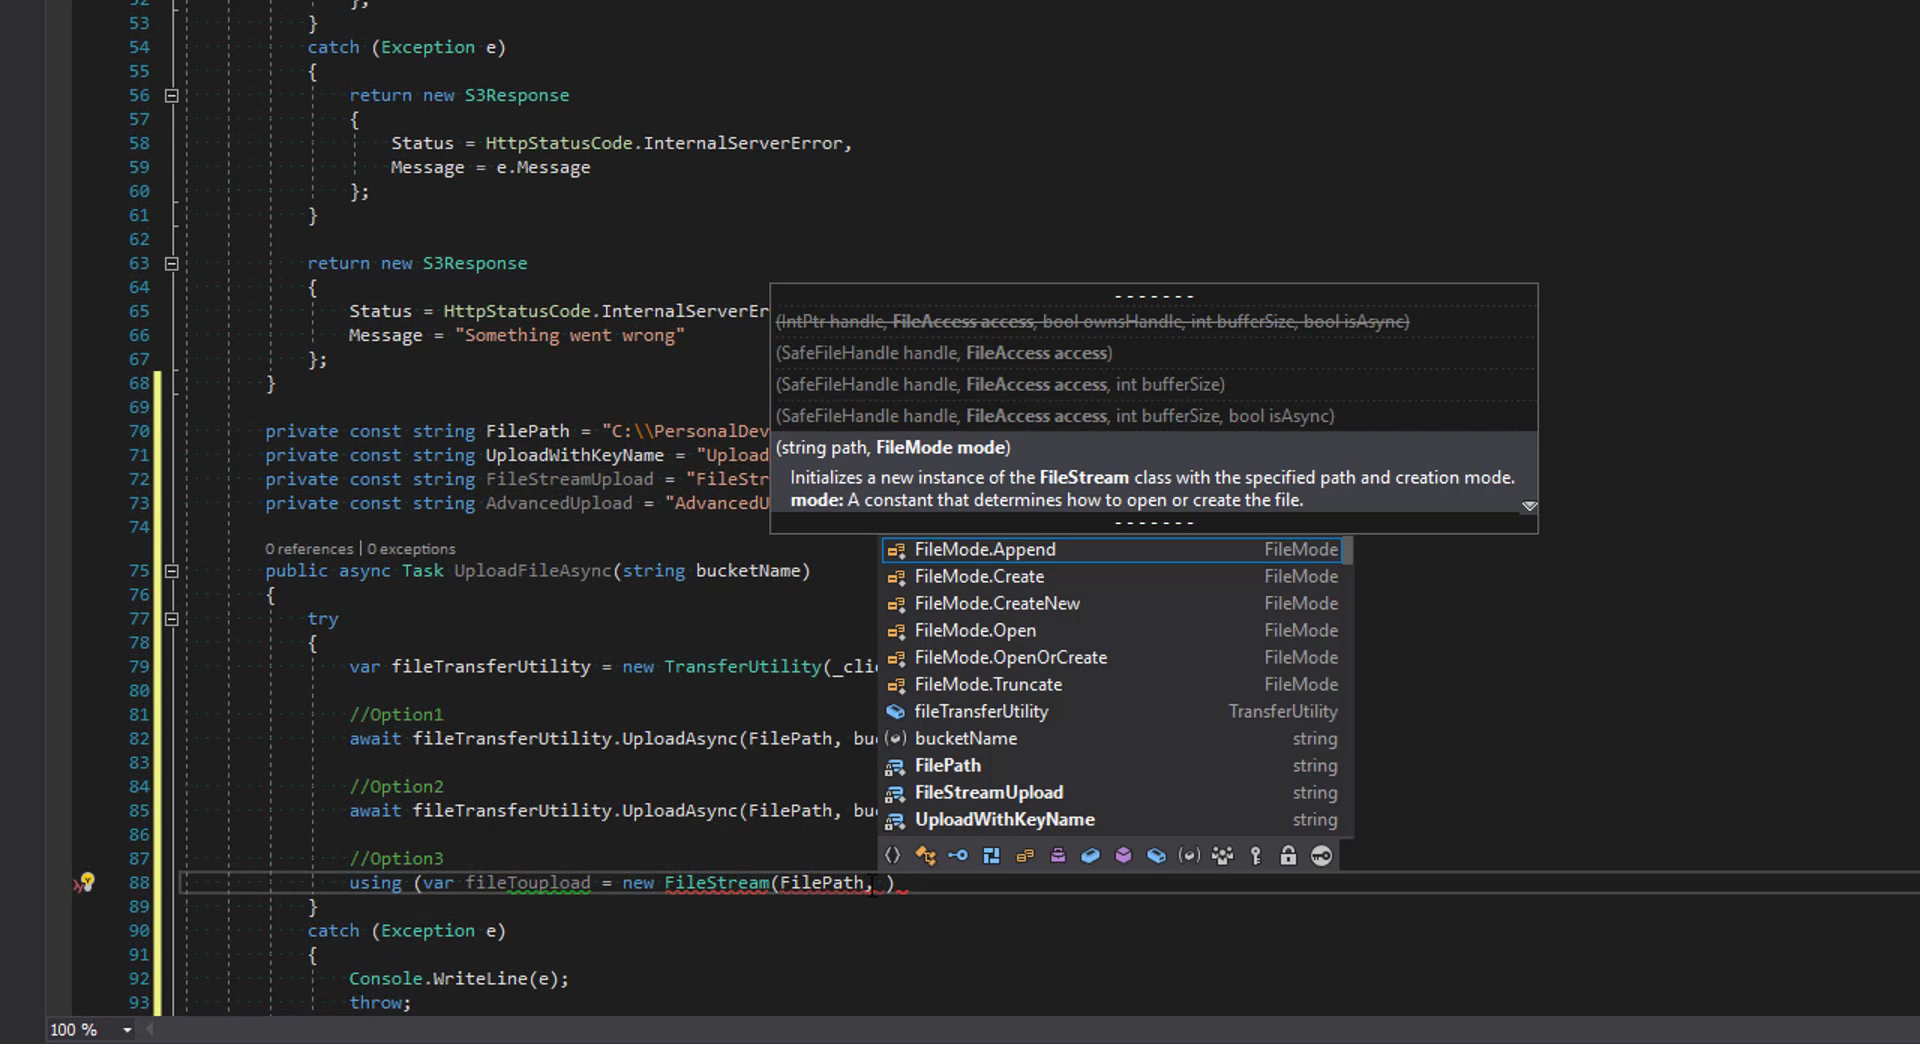 52 };
53 }
54 catch (Exception e)
55 {
56 return new S3Response
57 {
58 Status = HttpStatusCode.InternalServerError,
59 Message = e.Message
60 };
61 }
62
63 return new S3Response
64 {
65 Status = HttpStatusCode.InternalServerEr
66 Message = "Something went wrong"
67 };
68 }
69
70 private const string FilePath = "C:\\PersonalDev
71 private const string UploadWithKeyName = "Upload
72 private const string FileStreamUpload = "FileStr
73 private const string AdvancedUpload = "AdvancedU
74
0 references | 0 exceptions
75 public async Task UploadFileAsync(string bucketName)
76 {
77 try
78 {
79 var fileTransferUtility = new TransferUtility(_clie
80
81 //Option1
82 await fileTransferUtility.UploadAsync(FilePath, buc
83
84 //Option2
85 await fileTransferUtility.UploadAsync(FilePath, buc
86
87 //Option3
88 using (var fileToupload = new FileStream(FilePath, )
89 }
90 catch (Exception e)
91 {
92 Console.WriteLine(e);
93 throw;
(IntPtr handle, FileAccess access, bool ownsHandle, int bufferSize, bool isAsync)
(SafeFileHandle handle, FileAccess access)
(SafeFileHandle handle, FileAccess access, int bufferSize)
(SafeFileHandle handle, FileAccess access, int bufferSize, bool isAsync)
(string path, FileMode mode)
Initializes a new instance of the FileStream class with the specified path and creation mode.
mode: A constant that determines how to open or create the file.
FileMode.Append FileMode
FileMode.Create FileMode
FileMode.CreateNew FileMode
FileMode.Open FileMode
FileMode.OpenOrCreate FileMode
FileMode.Truncate FileMode
fileTransferUtility TransferUtility
bucketName string
FilePath string
FileStreamUpload string
UploadWithKeyName string
100 %